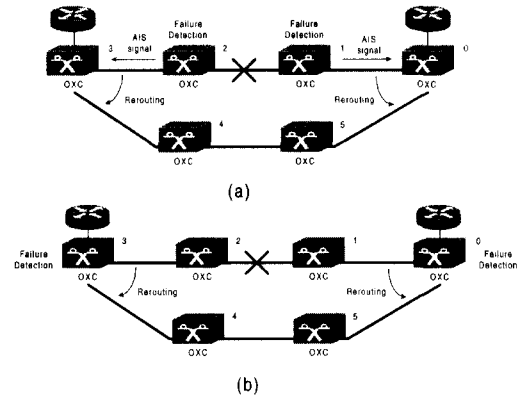 Failure Detection
Failure Detection
3 AIS signal 2 1 AIS signal 0
OXC OXC OXC OXC
Rerouting Rerouting
4 5
OXC OXC
(a)
3 2 1 0
Failure Detection
Failure Detection
OXC OXC OXC OXC
Rerouting Rerouting
4 5
OXC OXC
(b)